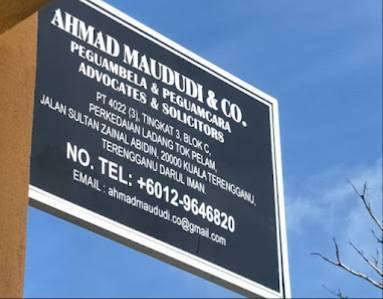 AHMAD MAUDUDI & CO.
PEGUAMBELA & PEGUAMCARA
ADVOCATES & SOLICITORS
PT 4022 (3), TINGKAT 3, BLOK C,
PERKEDAIAN LADANG TOK PELAM,
JALAN SULTAN ZAINAL ABIDIN, 20000 KUALA TERENGGANU,
TERENGGANU DARUL IMAN.
NO. TEL: +6012-9646820
EMAIL : ahmadmaududi.co@gmail.com